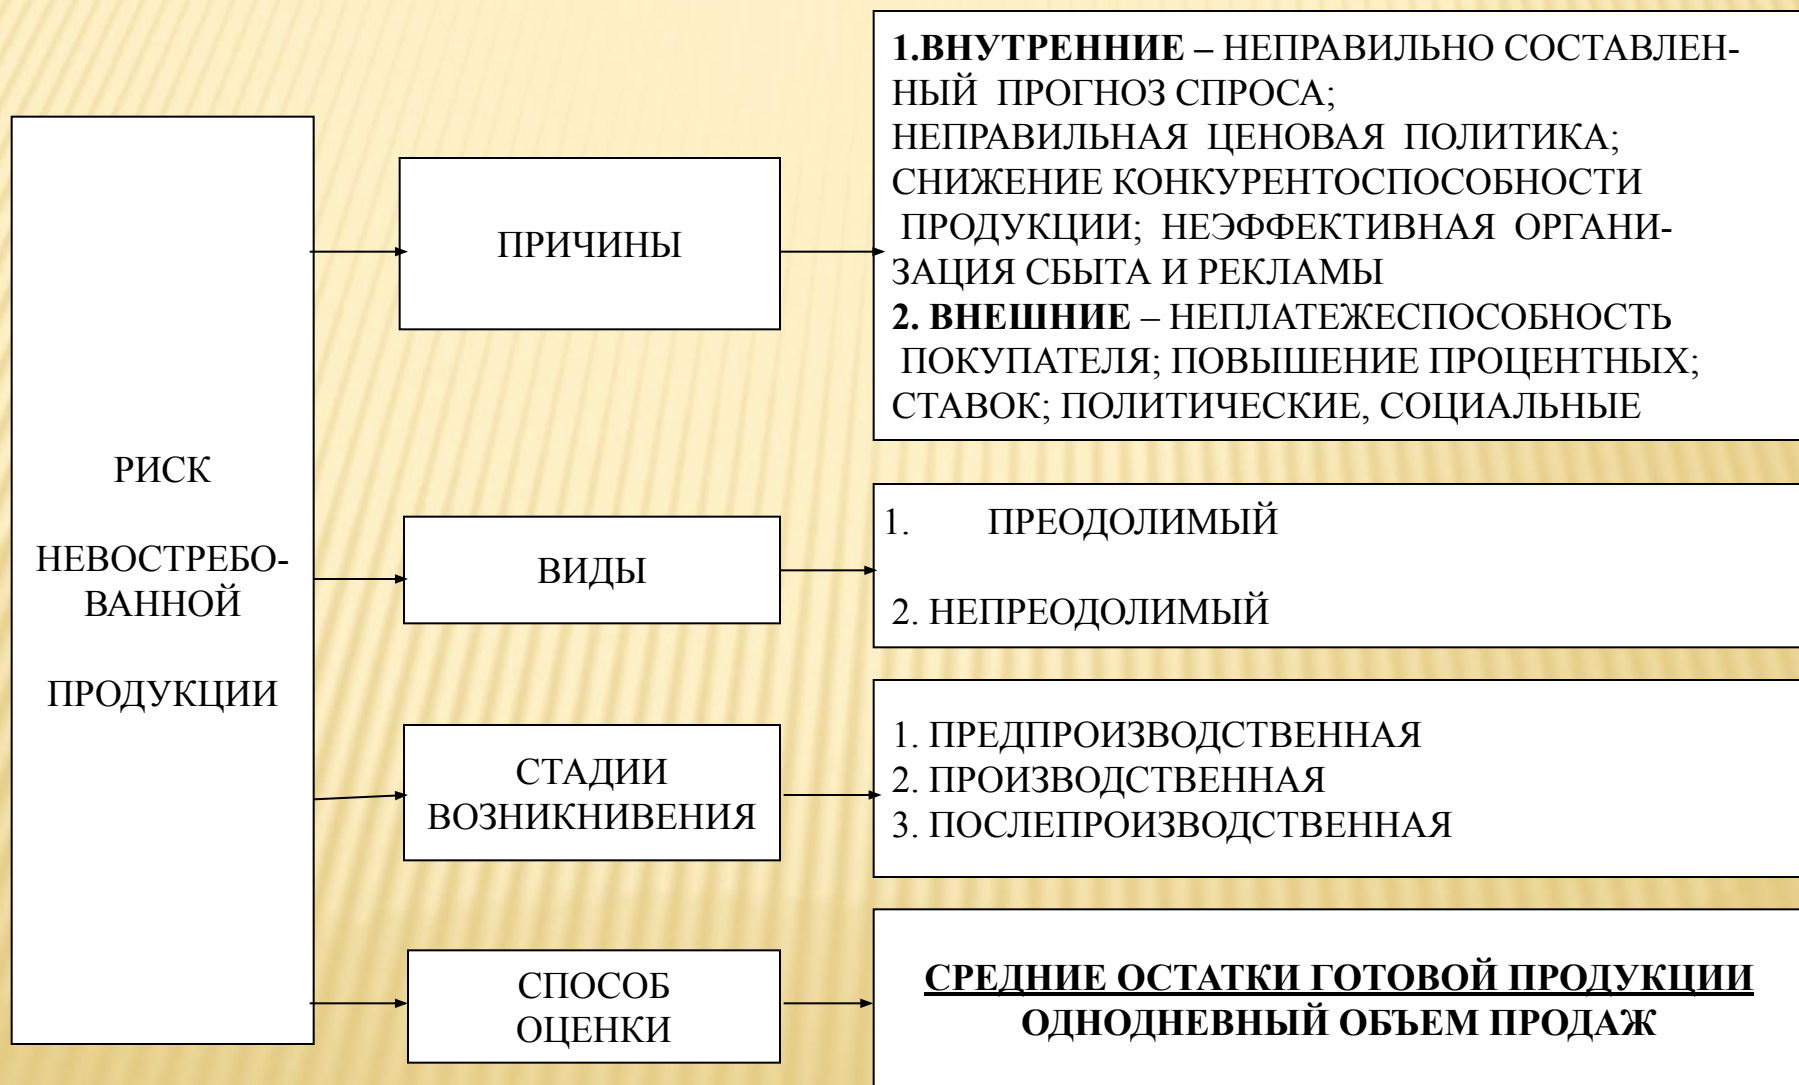 РИСК
НЕВОСТРЕБО-
ВАННОЙ
ПРОДУКЦИИ
ПРИЧИНЫ
1.ВНУТРЕННИЕ – НЕПРАВИЛЬНО СОСТАВЛЕН-
НЫЙ ПРОГНОЗ СПРОСА;
НЕПРАВИЛЬНАЯ ЦЕНОВАЯ ПОЛИТИКА;
СНИЖЕНИЕ КОНКУРЕНТОСПОСОБНОСТИ
ПРОДУКЦИИ; НЕЭФФЕКТИВНАЯ ОРГАНИ-
ЗАЦИЯ СБЫТА И РЕКЛАМЫ
2. ВНЕШНИЕ – НЕПЛАТЕЖЕСПОСОБНОСТЬ
ПОКУПАТЕЛЯ; ПОВЫШЕНИЕ ПРОЦЕНТНЫХ;
СТАВОК; ПОЛИТИЧЕСКИЕ, СОЦИАЛЬНЫЕ
ВИДЫ
1. ПРЕОДОЛИМЫЙ
2. НЕПРЕОДОЛИМЫЙ
СТАДИИ
ВОЗНИКНИВЕНИЯ
1. ПРЕДПРОИЗВОДСТВЕННАЯ
2. ПРОИЗВОДСТВЕННАЯ
3. ПОСЛЕПРОИЗВОДСТВЕННАЯ
СПОСОБ
ОЦЕНКИ
СРЕДНИЕ ОСТАТКИ ГОТОВОЙ ПРОДУКЦИИ
ОДНОДНЕВНЫЙ ОБЪЕМ ПРОДАЖ